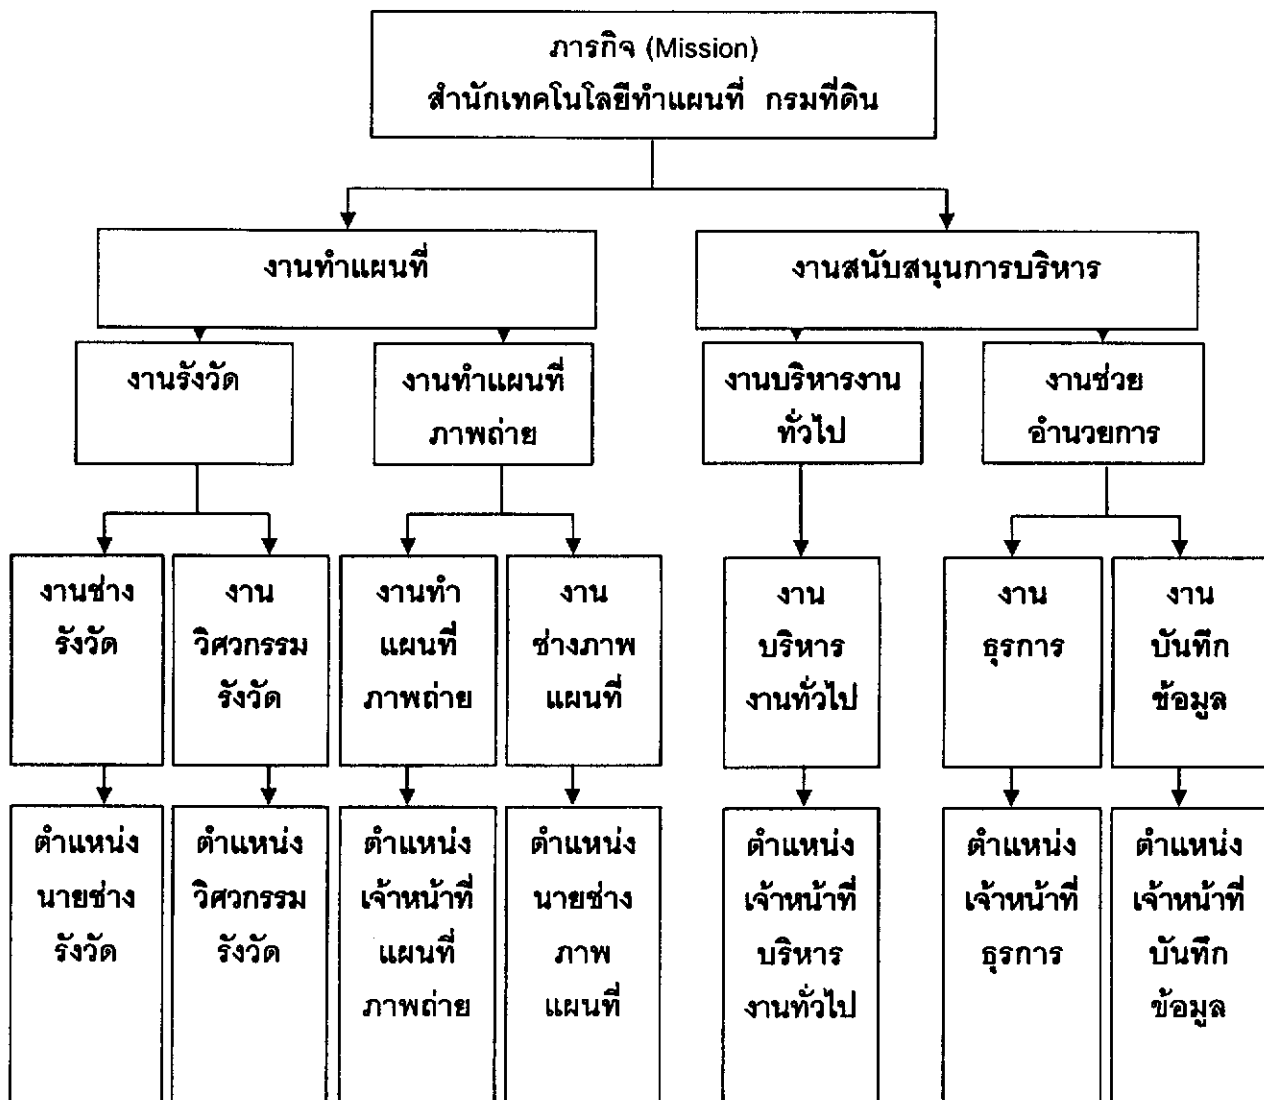 ภารกิจ (Mission)
สำนักเทคโนโลยีทำแผนที่ กรมที่ดิน
งานทำแผนที่
งานสนับสนุนการบริหาร
งานรังวัด
งานทำแผนที่
ภาพถ่าย
งานบริหารงาน
ทั่วไป
งานช่วย
อำนวยการ
งานช่าง
รังวัด
งาน
วิศวกรรม
รังวัด
งานทำ
แผนที่
ภาพถ่าย
งาน
ช่างภาพ
แผนที่
งาน
บริหาร
งานทั่วไป
งาน
ธุรการ
งาน
บันทึก
ข้อมูล
ตำแหน่ง
นายช่าง
รังวัด
ตำแหน่ง
วิศวกรรม
รังวัด
ตำแหน่ง
เจ้าหน้าที่
แผนที่
ภาพถ่าย
ตำแหน่ง
นายช่าง
ภาพ
แผนที่
ตำแหน่ง
เจ้าหน้าที่
บริหาร
งานทั่วไป
ตำแหน่ง
เจ้าหน้าที่
ธุรการ
ตำแหน่ง
เจ้าหน้าที่
บันทึก
ข้อมูล